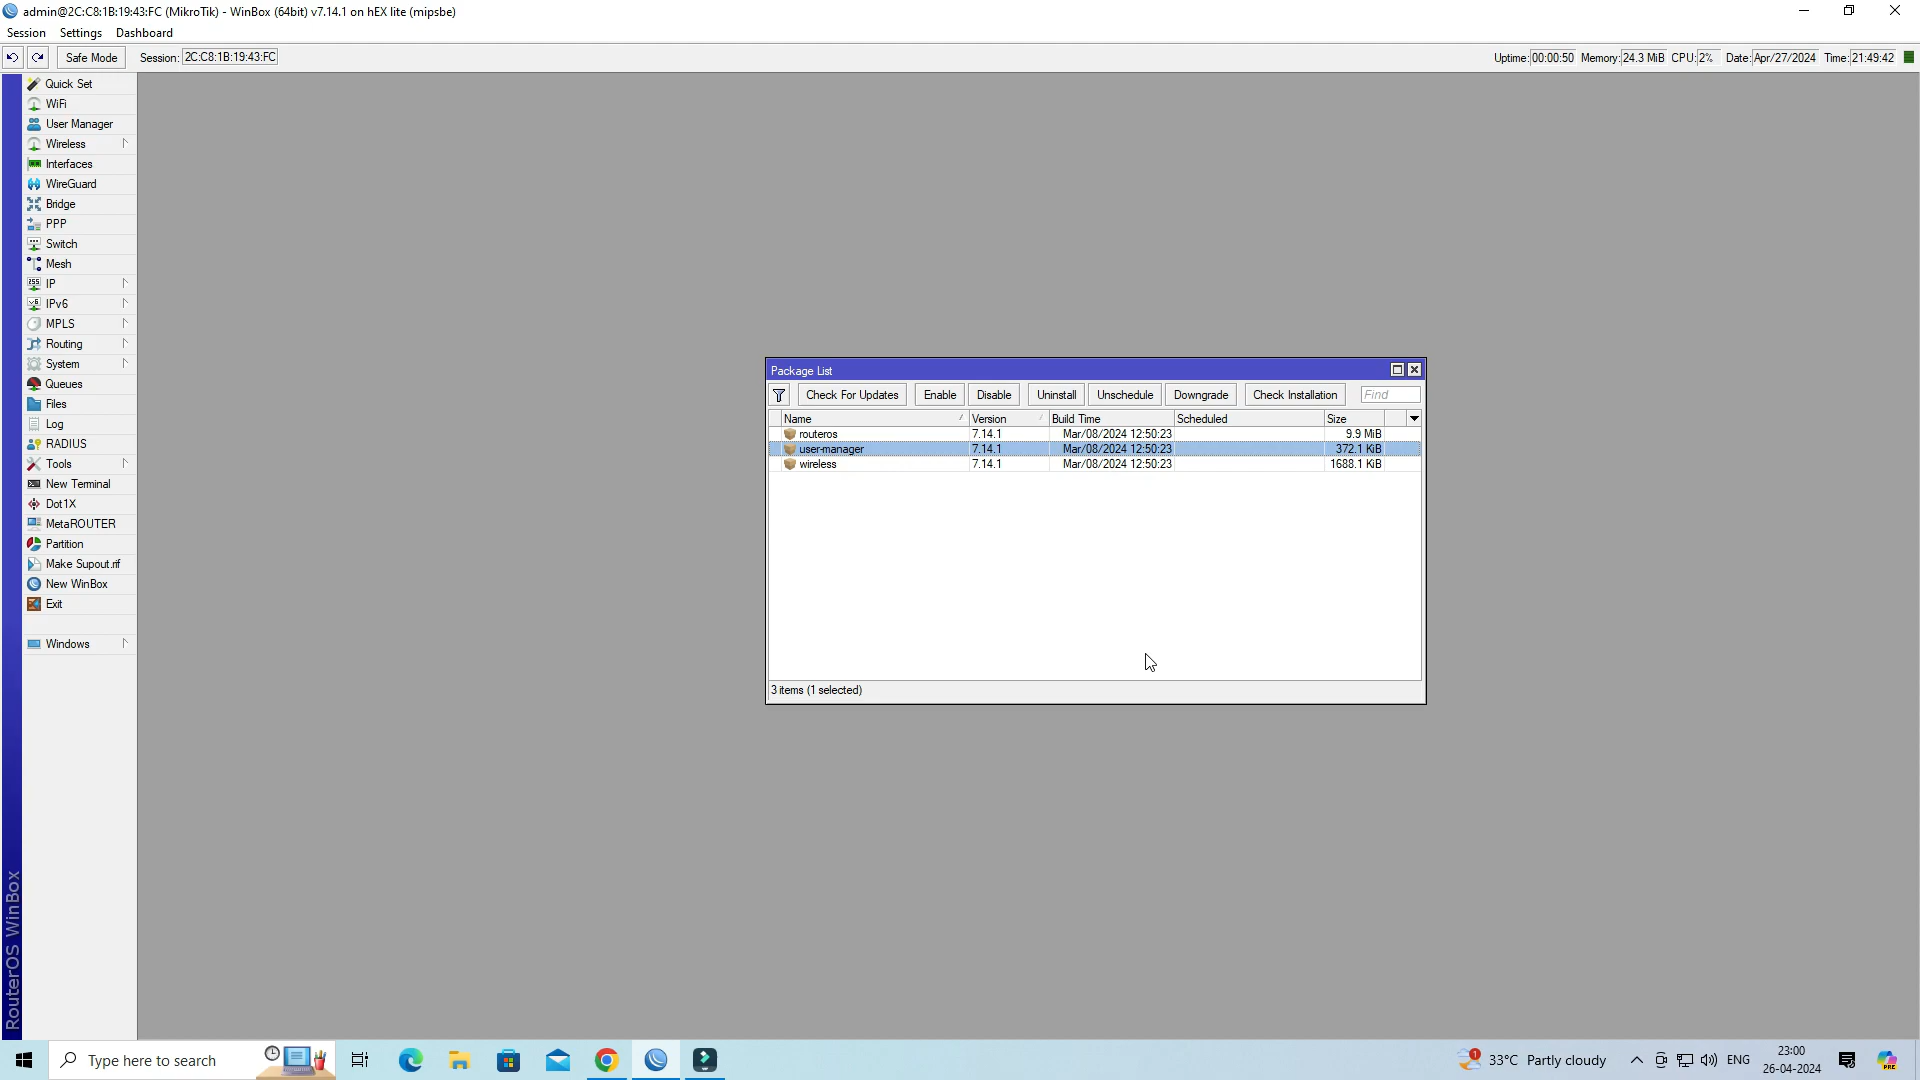 admin@2C:C8:1B:19:43:FC (MikroTik) - WinBox (64bit) v7.14.1 on hEX lite (mipsbe)
Session Settings Dashboard
Safe Mode Session: 2C:C8:1B:19:43:FC Uptime: 00:00:50 Memory: 24.3 MiB CPU: 2% Date: Apr/27/2024 Time: 21:49:42
Quick Set
WiFi
User Manager
Wireless
Interfaces
WireGuard
Bridge
PPP
Switch
Mesh
IP
IPv6
MPLS
Routing
System
Queues
Files
Log
RADIUS
Tools
New Terminal
Dot1X
MetaROUTER
Partition
Make Supout.rif
New WinBox
Exit
Windows
RouterOS WinBox
Package List
Check For Updates Enable Disable Uninstall Unschedule Downgrade Check Installation Find
Name Version Build Time Scheduled Size
routeros 7.14.1 Mar/08/2024 12:50:23 9.9 MiB
user-manager 7.14.1 Mar/08/2024 12:50:23 372.1 KiB
wireless 7.14.1 Mar/08/2024 12:50:23 1688.1 KiB
3 items (1 selected)
Type here to search 1 33°C Partly cloudy ENG 23:00
26-04-2024
PRE